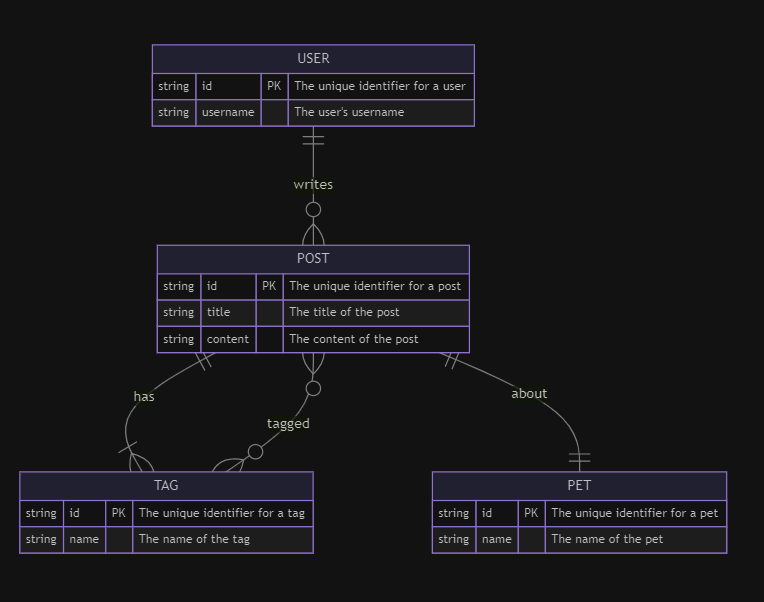 USER
string id PK The unique identifier for a user
string username The user's username
writes
POST
string id PK The unique identifier for a post
string title The title of the post
string content The content of the post
has
about
tagged
TAG
string id PK The unique identifier for a tag
string name The name of the tag
PET
string id PK The unique identifier for a pet
string name The name of the pet